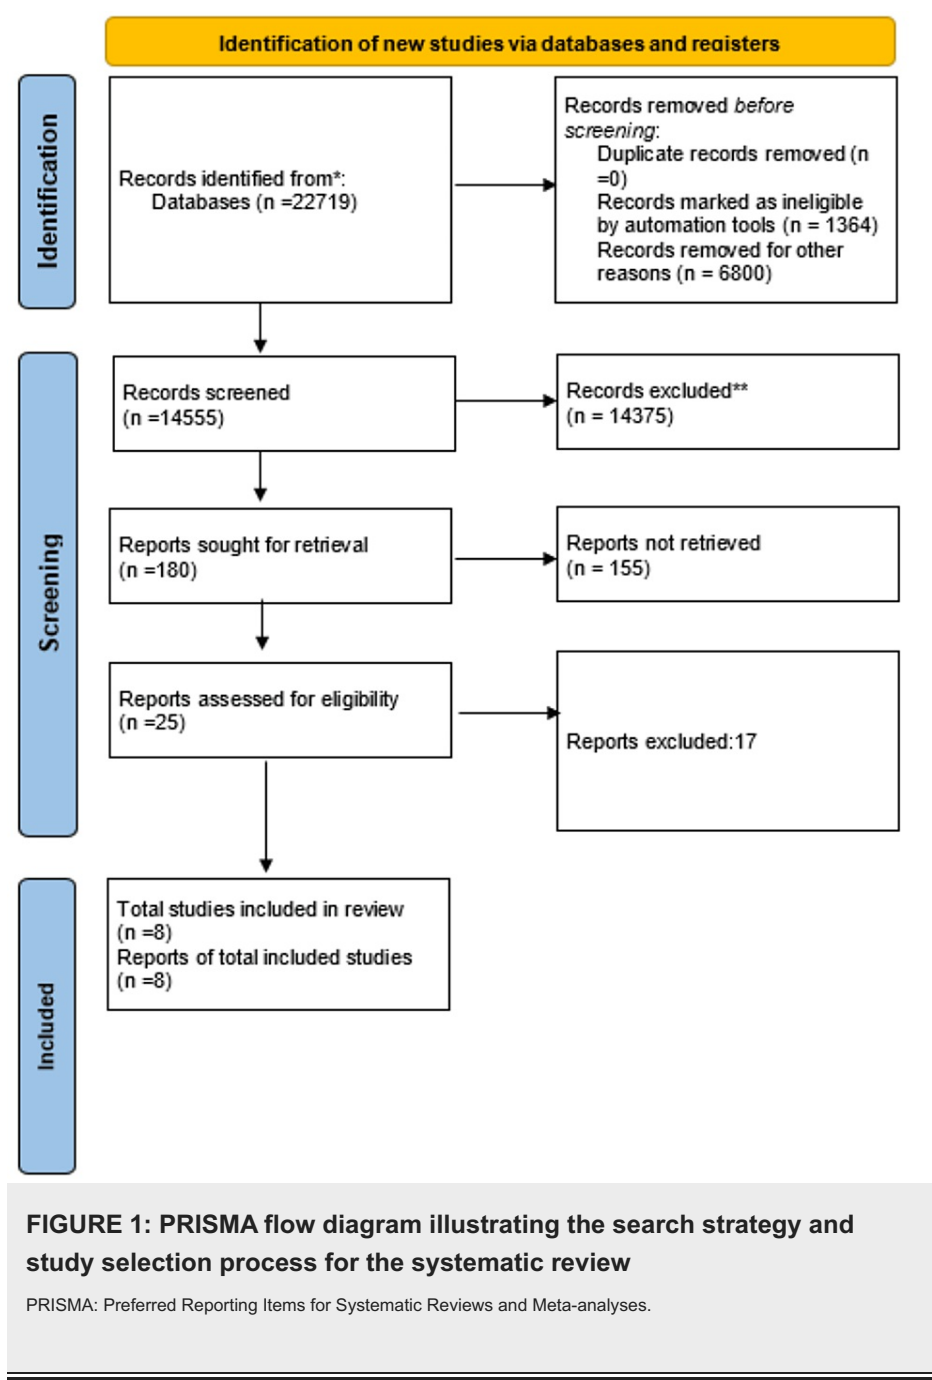 Identification of new studies via databases and registers
Identification
Records identified from*:
Databases (n =22719)
Records removed before
screening:
Duplicate records removed (n
=0)
Records marked as ineligible
by automation tools (n = 1364)
Records removed for other
reasons (n = 6800)
Screening
Records screened
(n =14555)
Records excluded**
(n = 14375)
Reports sought for retrieval
(n =180)
Reports not retrieved
(n = 155)
Reports assessed for eligibility
(n =25)
Reports excluded:17
Included
Total studies included in review
(n =8)
Reports of total included studies
(n =8)
FIGURE 1: PRISMA flow diagram illustrating the search strategy and
study selection process for the systematic review
PRISMA: Preferred Reporting Items for Systematic Reviews and Meta-analyses.